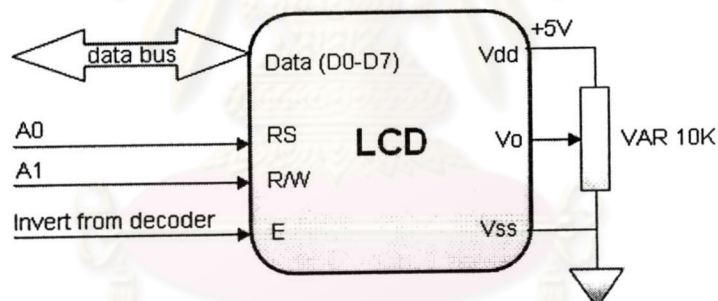 +5V
data bus
Data (D0-D7)
Vdd
A0
RS
LCD
Vo
VAR 10K
A1
R/W
Invert from decoder
E
Vss